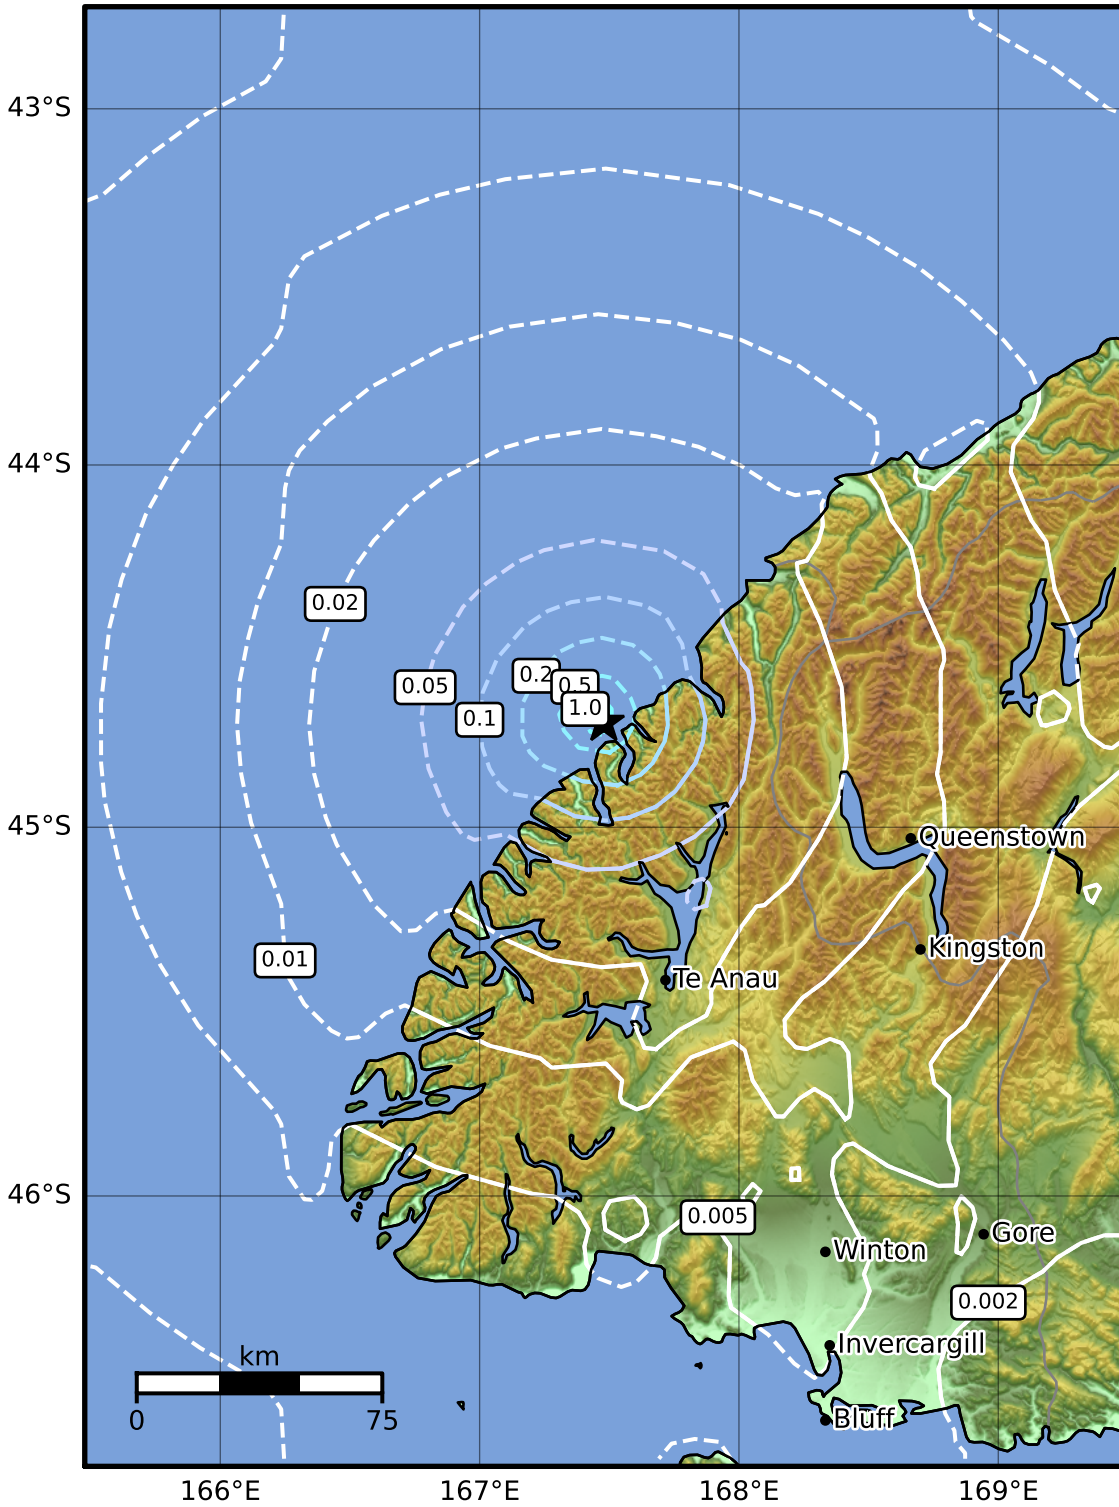 43°S
44°S
0.02
0.2
0.05
0.5
1.0
0.1
45°S
Queenstown
Kingston
0.01
Te Anau
46°S
0.005
Gore
Winton
0.002
Invercargill
km
0 75
Bluff
166°E 167°E 168°E 169°E